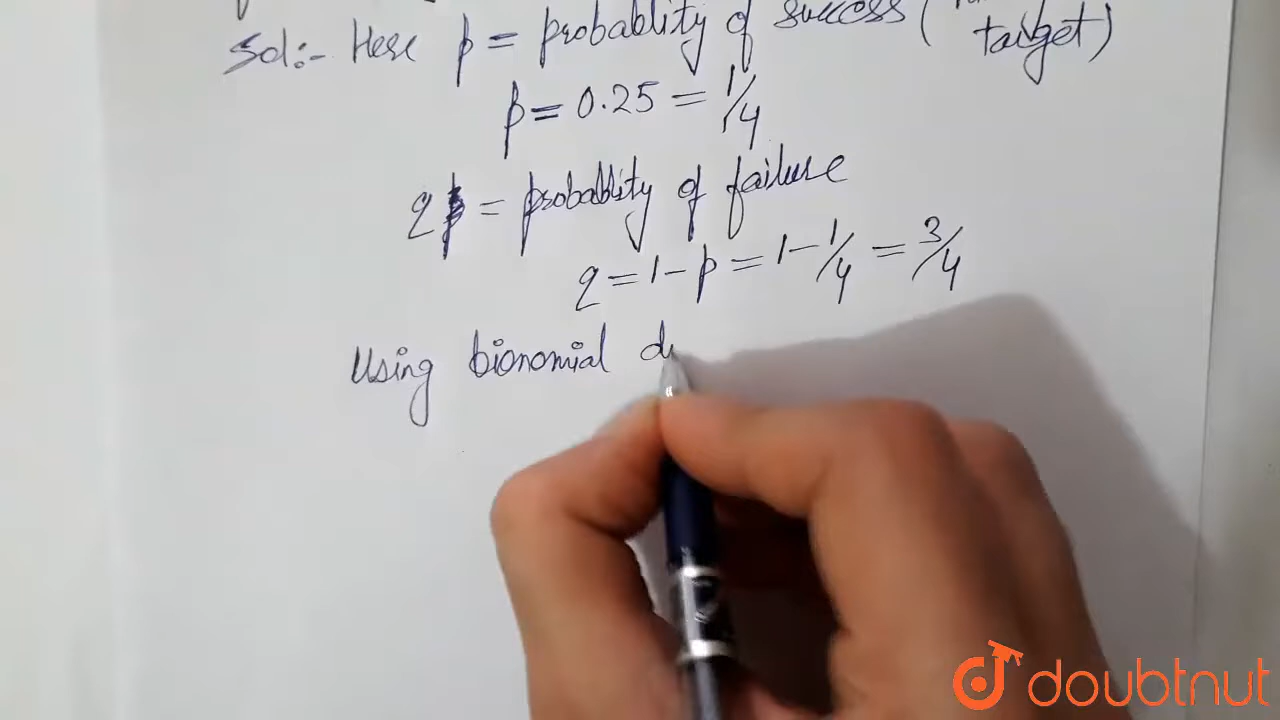 Sol:- Here p = probablity of success (
target)
p = 0.25 = 1/4
q = probablity of failure
q = 1 - p = 1 - 1/4 = 3/4
Using bionomial di
doubtnut